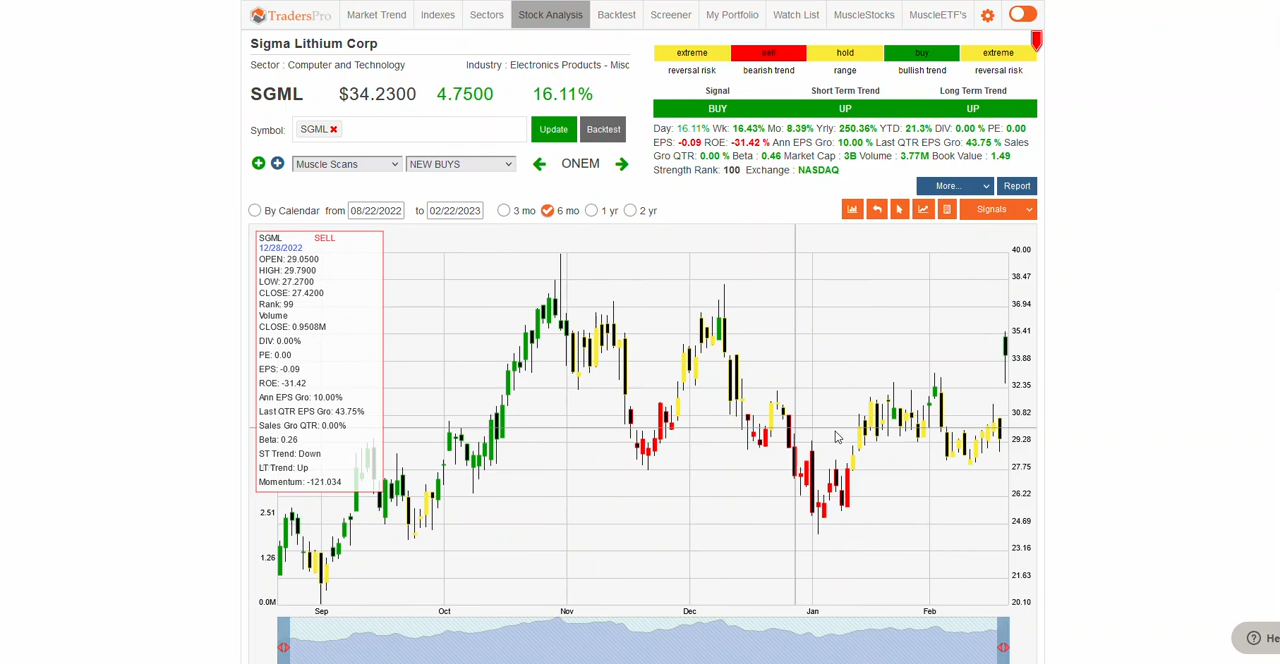 TradersPro Market Trend Indexes Sectors Stock Analysis Backtest Screener My Portfolio Watch List MuscleStocks MuscleETF's
Sigma Lithium Corp
Sector : Computer and Technology Industry : Electronics Products - Misc
SGML $34.2300 4.7500 16.11%
Symbol: SGML Update Backtest
Muscle Scans NEW BUYS ONEM
extreme sell hold buy extreme
reversal risk bearish trend range bullish trend reversal risk
Signal Short Term Trend Long Term Trend
BUY UP UP
Day: 16.11% Wk: 16.43% Mo: 8.39% Yrly: 250.36% YTD: 21.3% DIV: 0.00 % PE: 0.00
EPS: -0.09 ROE: -31.42 % Ann EPS Gro: 10.00 % Last QTR EPS Gro: 43.75 % Sales
Gro QTR: 0.00 % Beta : 0.46 Market Cap : 3B Volume : 3.77M Book Value : 1.49
Strength Rank: 100 Exchange : NASDAQ
More... Report
By Calendar from 08/22/2022 to 02/22/2023 3 mo 6 mo 1 yr 2 yr Signals
SGML SELL
12/28/2022
OPEN: 29.0500
HIGH: 29.7900
LOW: 27.2700
CLOSE: 27.4200
Rank: 99
Volume
CLOSE: 0.9508M
DIV: 0.00%
PE: 0.00
EPS: -0.09
ROE: -31.42
Ann EPS Gro: 10.00%
Last QTR EPS Gro: 43.75%
Sales Gro QTR: 0.00%
Beta: 0.26
ST Trend: Down
LT Trend: Up
Momentum: -121.034
2.51
1.26
0.0M
40.00
38.47
36.94
35.41
33.88
32.35
30.82
29.28
27.75
26.22
24.69
23.16
21.63
20.10
Sep Oct Nov Dec Jan Feb
He